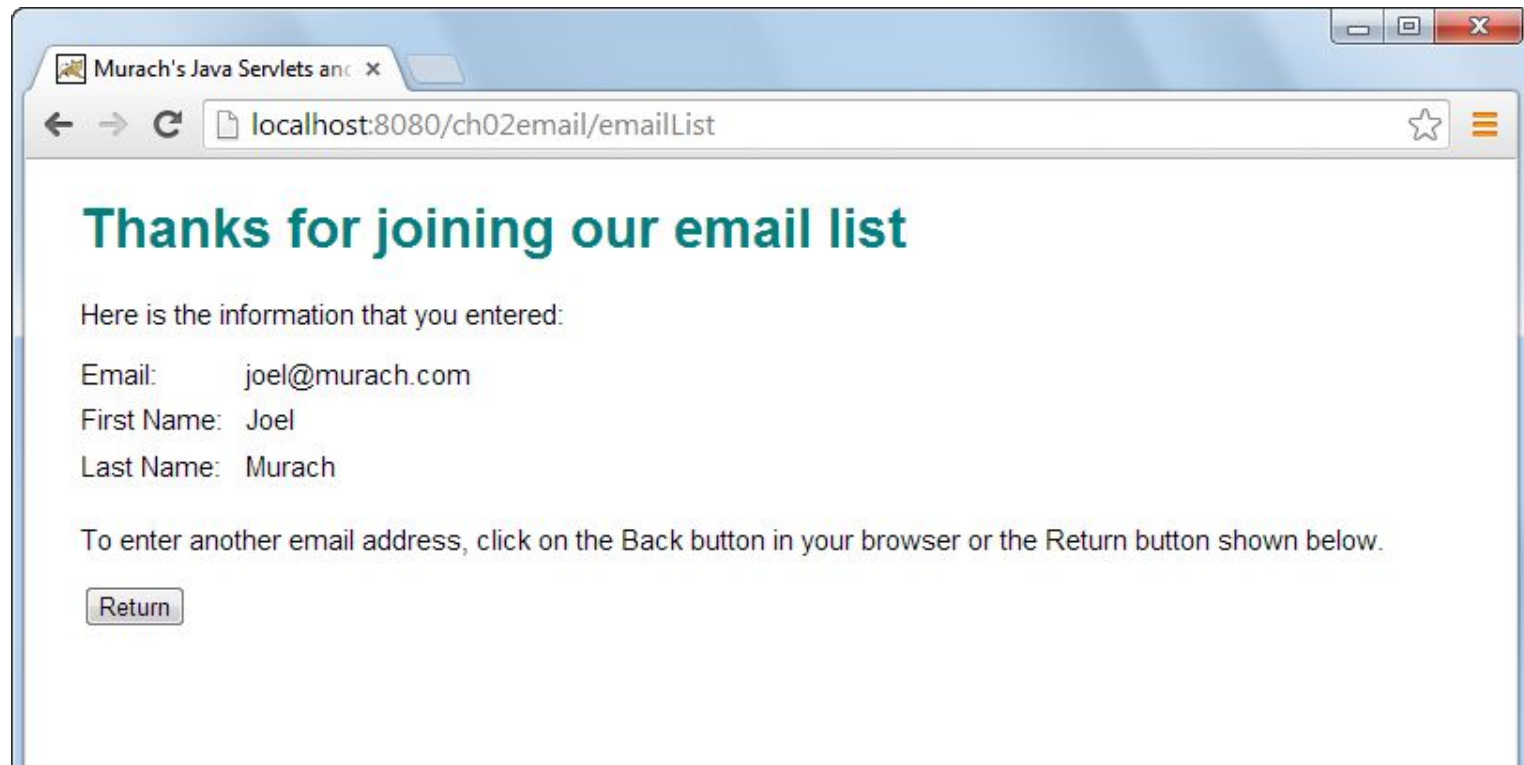 Murach's Java Servlets and
localhost:8080/ch02email/emailList
Thanks for joining our email list
Here is the information that you entered:
Email: joel@murach.com
First Name: Joel
Last Name: Murach
To enter another email address, click on the Back button in your browser or the Return button shown below.
Return